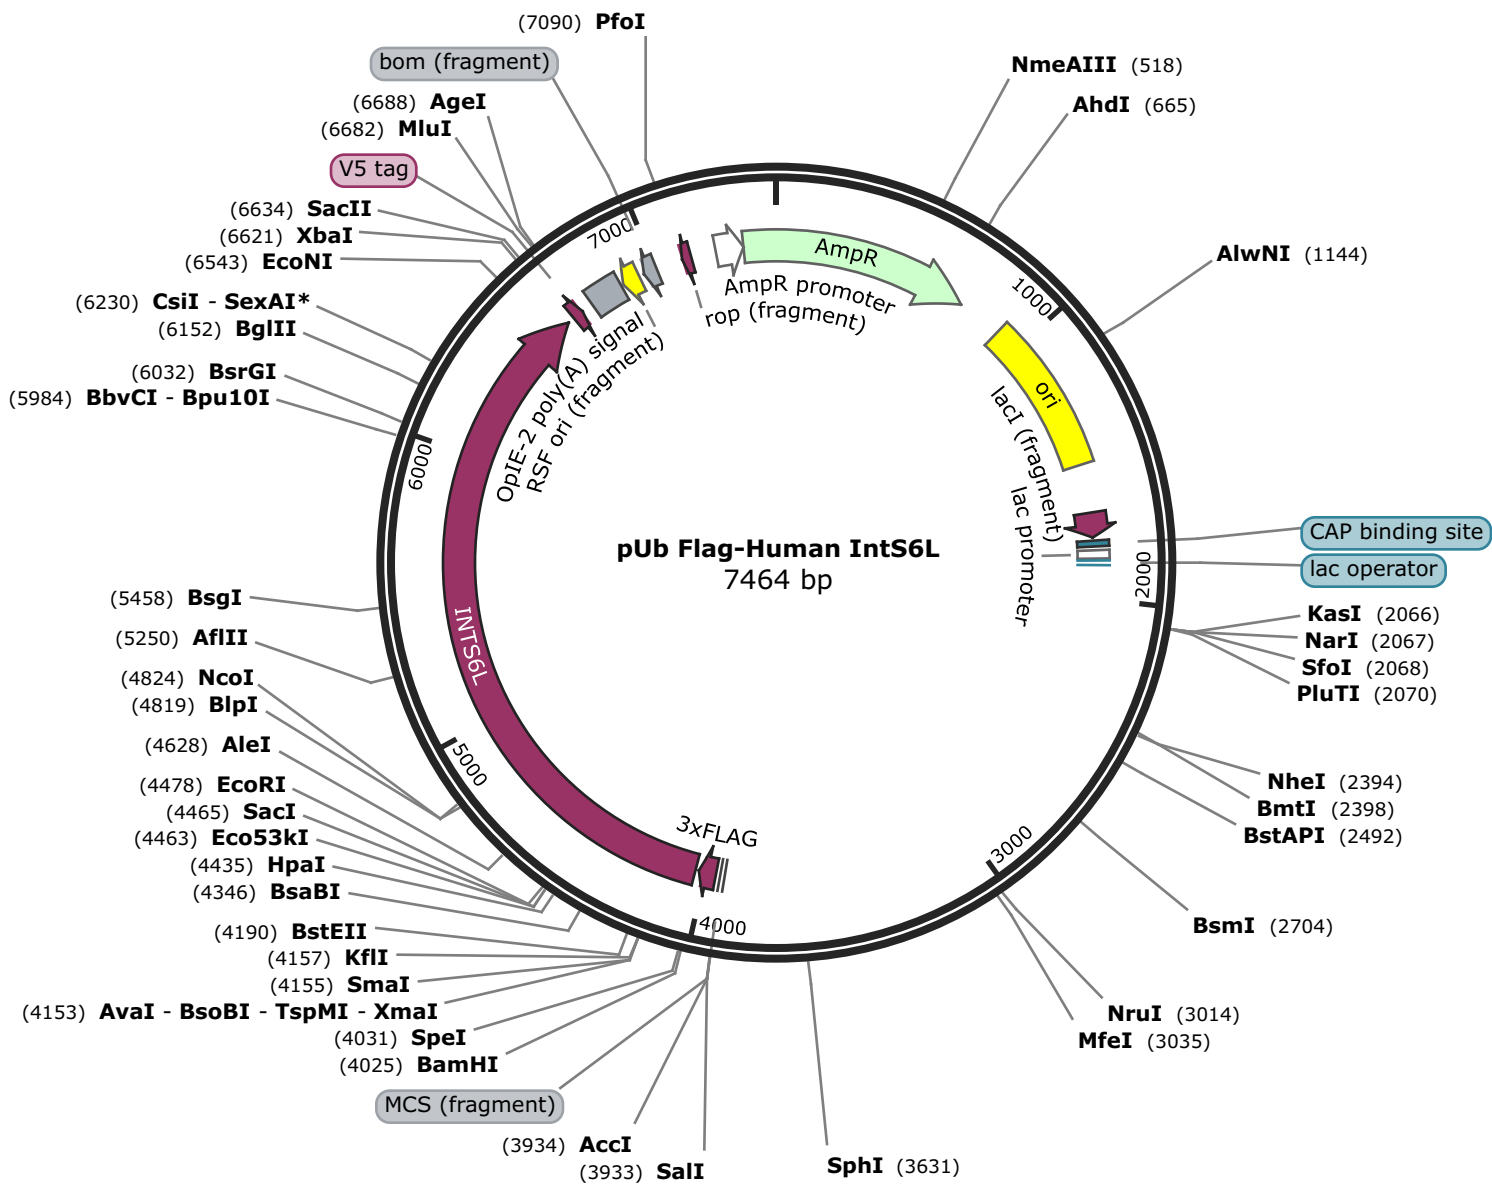 (7090) PfoI
bom (fragment)
(6688) AgeI
(6682) MluI
V5 tag
(6634) SacII
(6621) XbaI
(6543) EcoNI
(6230) CsiI - SexAI*
(6152) BglII
(6032) BsrGI
(5984) BbvCI - Bpu10I
(5458) BsgI
(5250) AflII
(4824) NcoI
(4819) BlpI
(4628) AleI
(4478) EcoRI
(4465) SacI
(4463) Eco53kI
(4435) HpaI
(4346) BsaBI
(4190) BstEII
(4157) KflI
(4155) SmaI
(4153) AvaI - BsoBI - TspMI - XmaI
(4031) SpeI
(4025) BamHI
MCS (fragment)
(3934) AccI
(3933) SalI
SphI (3631)
NmeAIII (518)
AhdI (665)
AlwNI (1144)
CAP binding site
lac operator
KasI (2066)
NarI (2067)
SfoI (2068)
PluTI (2070)
NheI (2394)
BmtI (2398)
BstAPI (2492)
BsmI (2704)
NruI (3014)
MfeI (3035)
1000
2000
3000
4000
5000
6000
7000
AmpR
AmpR promoter
rop (fragment)
ori
lacI (fragment)
lac promoter
OpIE-2 poly(A) signal
RSF ori (fragment)
INTS6L
3xFLAG
pUb Flag-Human IntS6L
7464 bp